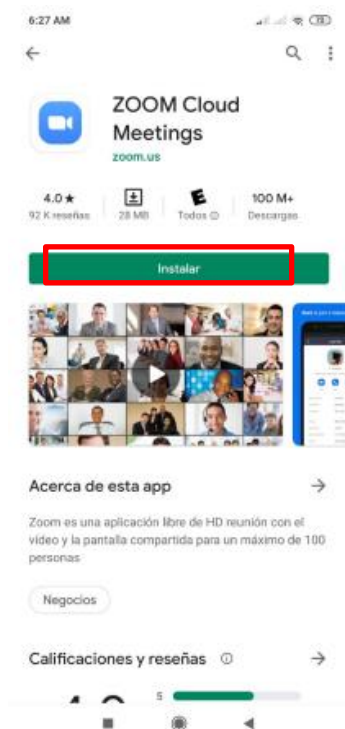 6:27 AM
ZOOM Cloud
Meetings
zoom.us
4.0★
92 K reseñas
28 MB
E
Todos
100 M+
Descargas
Instalar
Acerca de esta app
Zoom es una aplicación libre de HD reunión con el
vídeo y la pantalla compartida para un máximo de 100
personas
Negocios
Calificaciones y reseñas
5